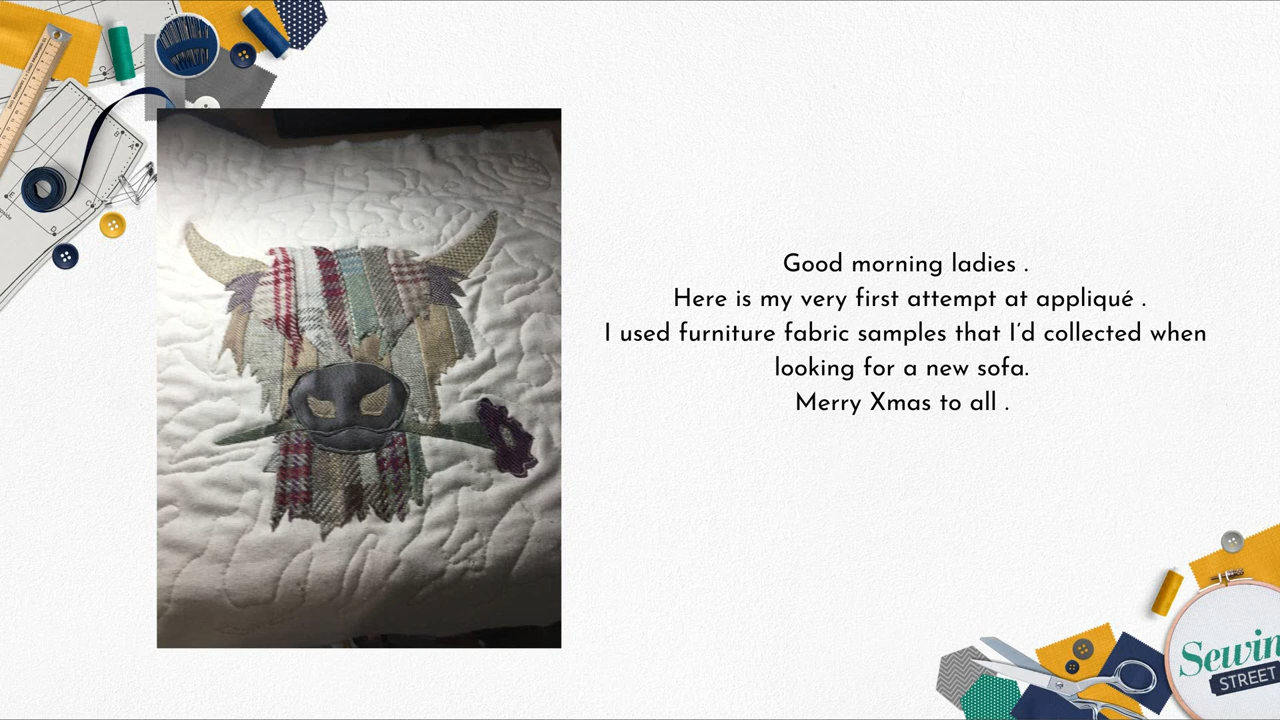 Good morning ladies .
Here is my very first attempt at appliqué .
I used furniture fabric samples that I'd collected when
looking for a new sofa.
Merry Xmas to all .
Sewin
STREET